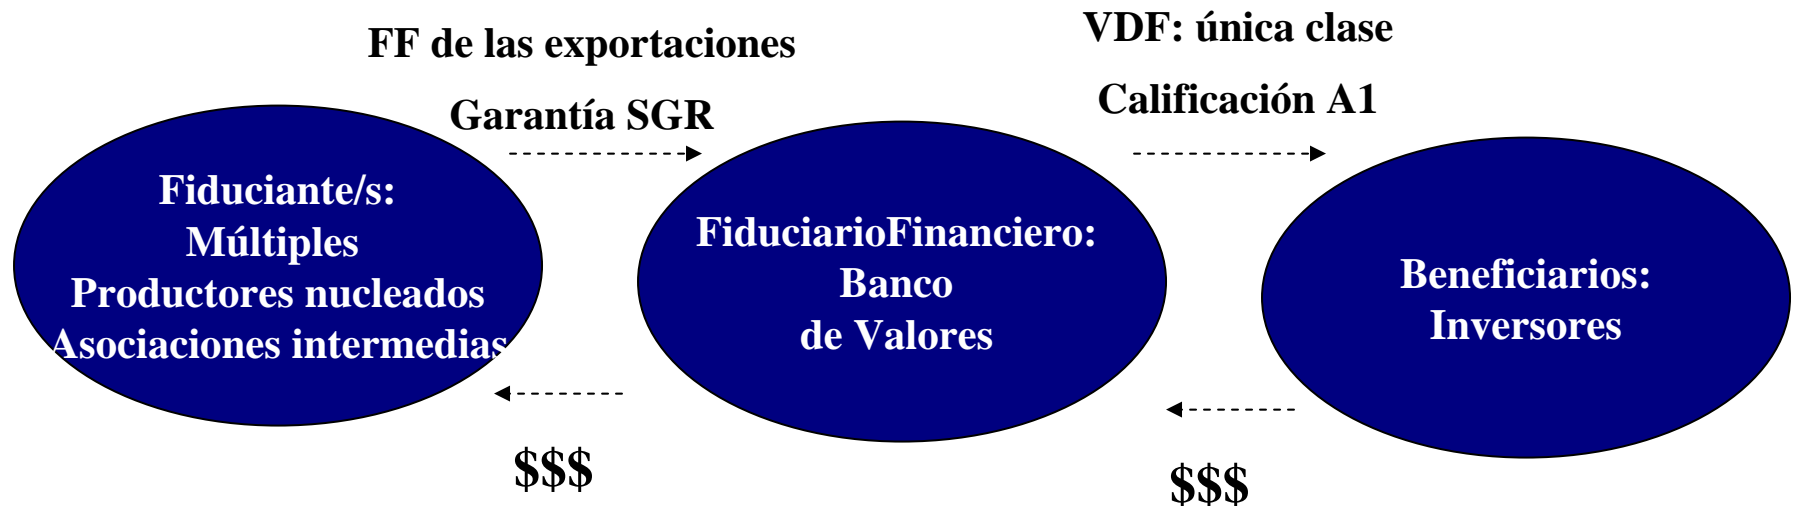 FF de las exportaciones
Garantía SGR
VDF: única clase
Calificación A1
Fiduciante/s:
Múltiples
Productores nucleados
Asociaciones intermedias
FiduciarioFinanciero:
Banco
de Valores
Beneficiarios:
Inversores
$$$
$$$